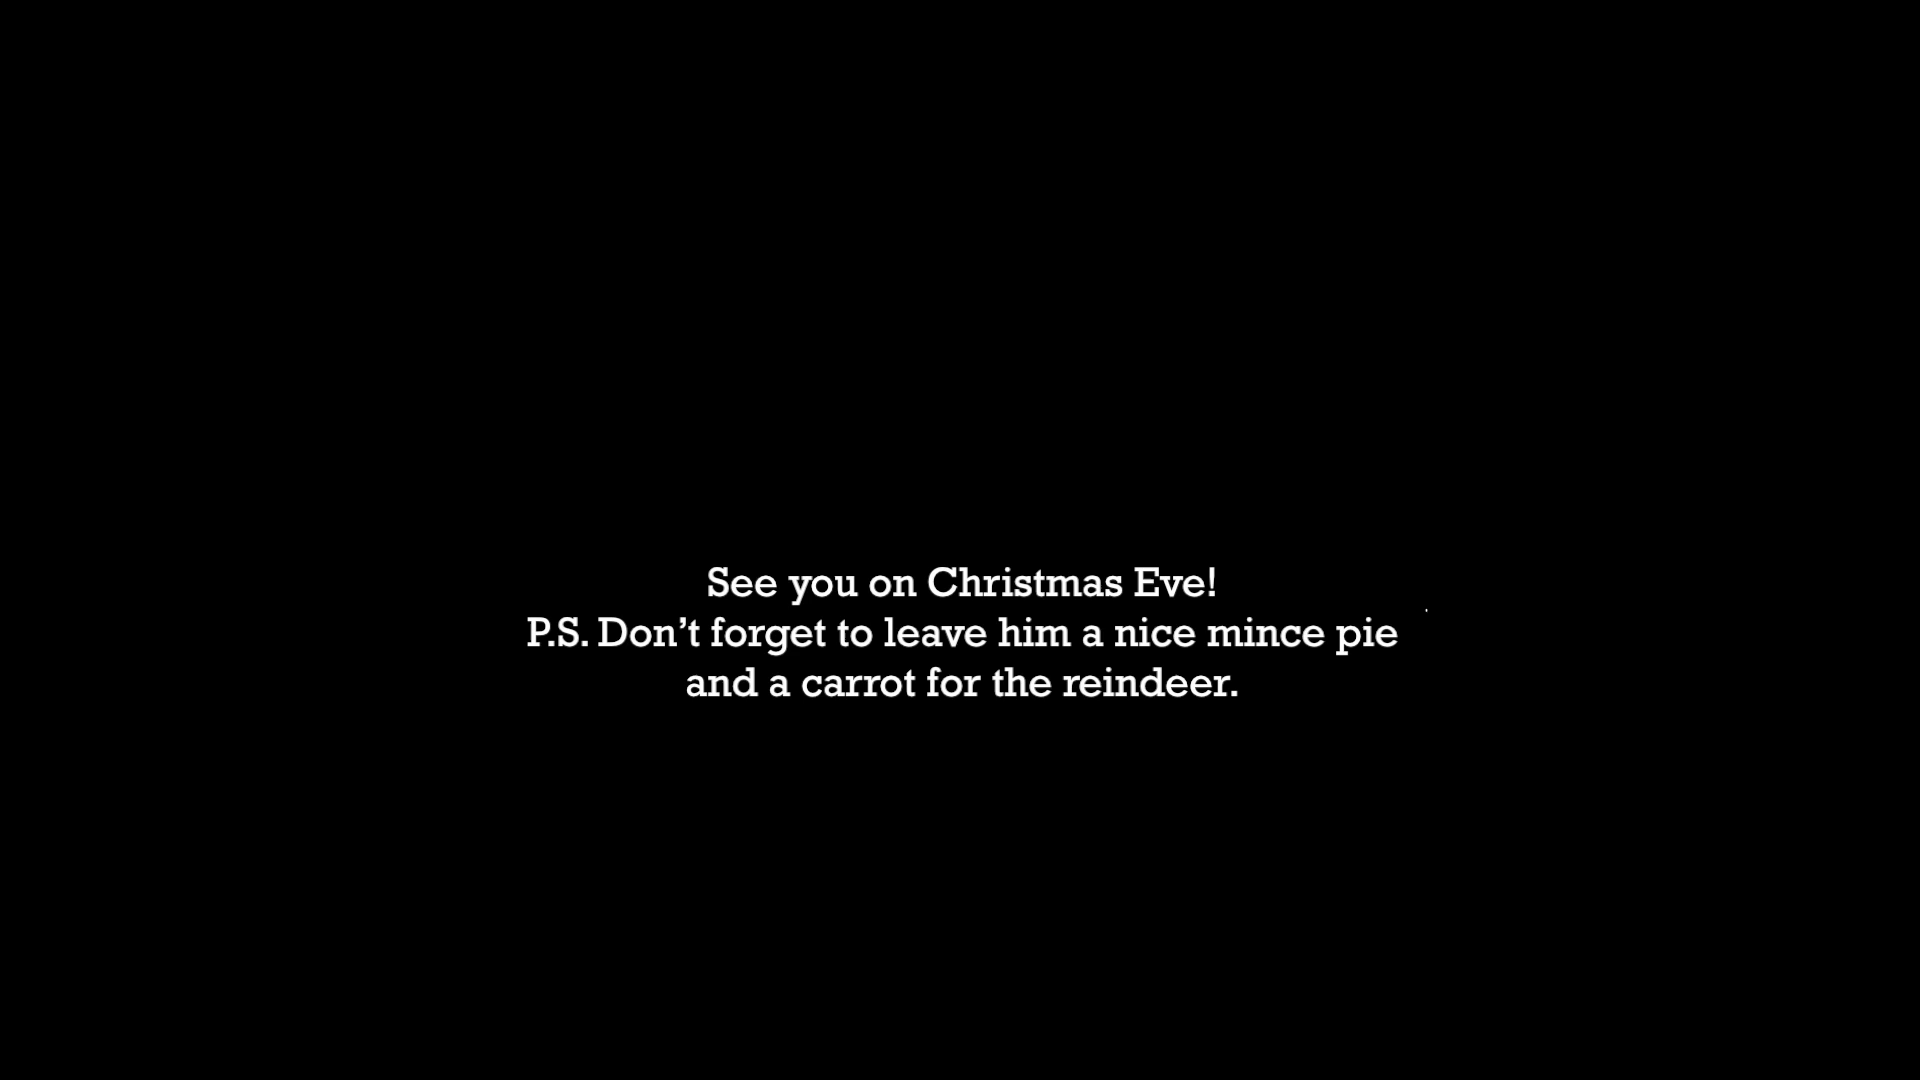 See you on Christmas Eve!
P.S. Don’t forget to leave him a nice mince pie
and a carrot for the reindeer.